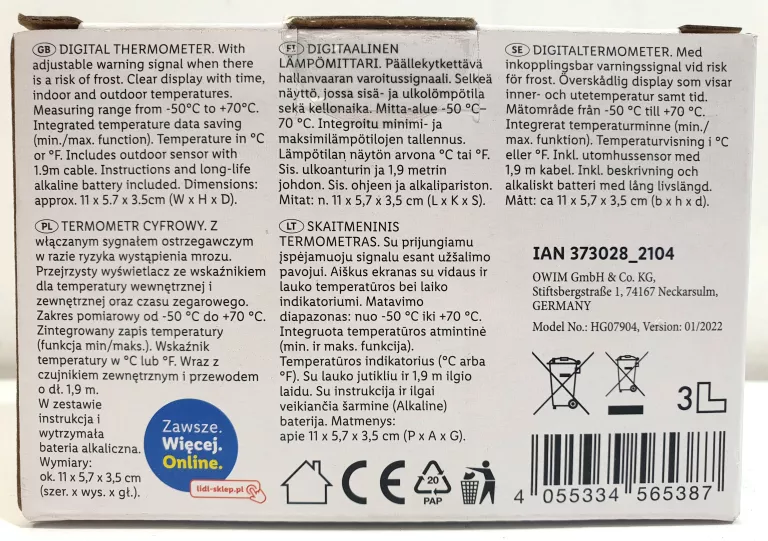 GB DIGITAL THERMOMETER. With
adjustable warning signal when there
is a risk of frost. Clear display with time,
indoor and outdoor temperatures.
Measuring range from -50°C to +70°C.
Integrated temperature data saving
(min./max. function). Temperature in °C
or °F. Includes outdoor sensor with
1.9m cable. Instructions and long-life
alkaline battery included. Dimensions:
approx. 11 x 5.7 x 3.5cm (W x H x D).
PL TERMOMETR CYFROWY. Z
włączanym sygnałem ostrzegawczym
w razie ryzyka wystąpienia mrozu.
Przejrzysty wyświetlacz ze wskaźnikiem
dla temperatury wewnętrznej i
zewnętrznej oraz czasu zegarowego.
Zakres pomiarowy od -50 °C do +70 °C.
Zintegrowany zapis temperatury
(funkcja min/maks.). Wskaźnik
temperatury w °C lub °F. Wraz z
czujnikiem zewnętrznym i przewodem
o dł. 1,9 m.
W zestawie
instrukcja i
wytrzymała
bateria alkaliczna.
Wymiary:
ok. 11 x 5,7 x 3,5 cm
(szer. x wys. x gł.).
Zawsze.
Więcej.
Online.
lidl-sklep.pl
FI DIGITAALINEN
LÄMPÖMITTARI. Päällekytkettävä
hallanvaaran varoitussignaali. Selkeä
näyttö, jossa sisä- ja ulkolämpötila
sekä kellonaika. Mitta-alue -50 °C–
70 °C. Integroitu minimi- ja
maksimilämpötilojen tallennus.
Lämpötilan näyttön arvona °C tai °F.
Sis. ulkoanturin ja 1,9 metrin
johdon. Sis. ohjeen ja alkalipariston.
Mitat: n. 11 x 5,7 x 3,5 cm (L x K x S).
LT SKAITMENINIS
TERMOMETRAS. Su prijungiamu
įspėjamuoju signalu esant užšalimo
pavojui. Aiškus ekranas su vidaus ir
lauko temperatūros bei laiko
indikatoriumi. Matavimo
diapazonas: nuo -50 °C iki +70 °C.
Integruota temperatūros atmintinė
(min. ir maks. funkcija).
Temperatūros indikatorius (°C arba
°F). Su lauko jutikliu ir 1,9 m ilgio
laidu. Su instrukcija ir ilgai
veikiančia šarmine (Alkaline)
baterija. Matmenys:
apie 11 x 5,7 x 3,5 cm (P x A x G).
CE
20
PAP
SE DIGITALTERMOMETER. Med
inkopplingsbar varningssignal vid risk
för frost. Överskådlig display som visar
inner- och utetemperatur samt tid.
Mätområde från -50 °C till +70 °C.
Integrerat temperaturminne (min./
max. funktion). Temperaturvisning i °C
eller °F. Inkl. utomhussensor med
1,9 m kabel. Inkl. beskrivning och
alkaliskt batteri med lång livslängd.
Mått: ca 11 x 5,7 x 3,5 cm (b x h x d).
IAN 373028_2104
OWIM GmbH & Co. KG,
Stiftsbergstraße 1, 74167 Neckarsulm,
GERMANY
Model No.: HG07904, Version: 01/2022
3
4 055334 565387